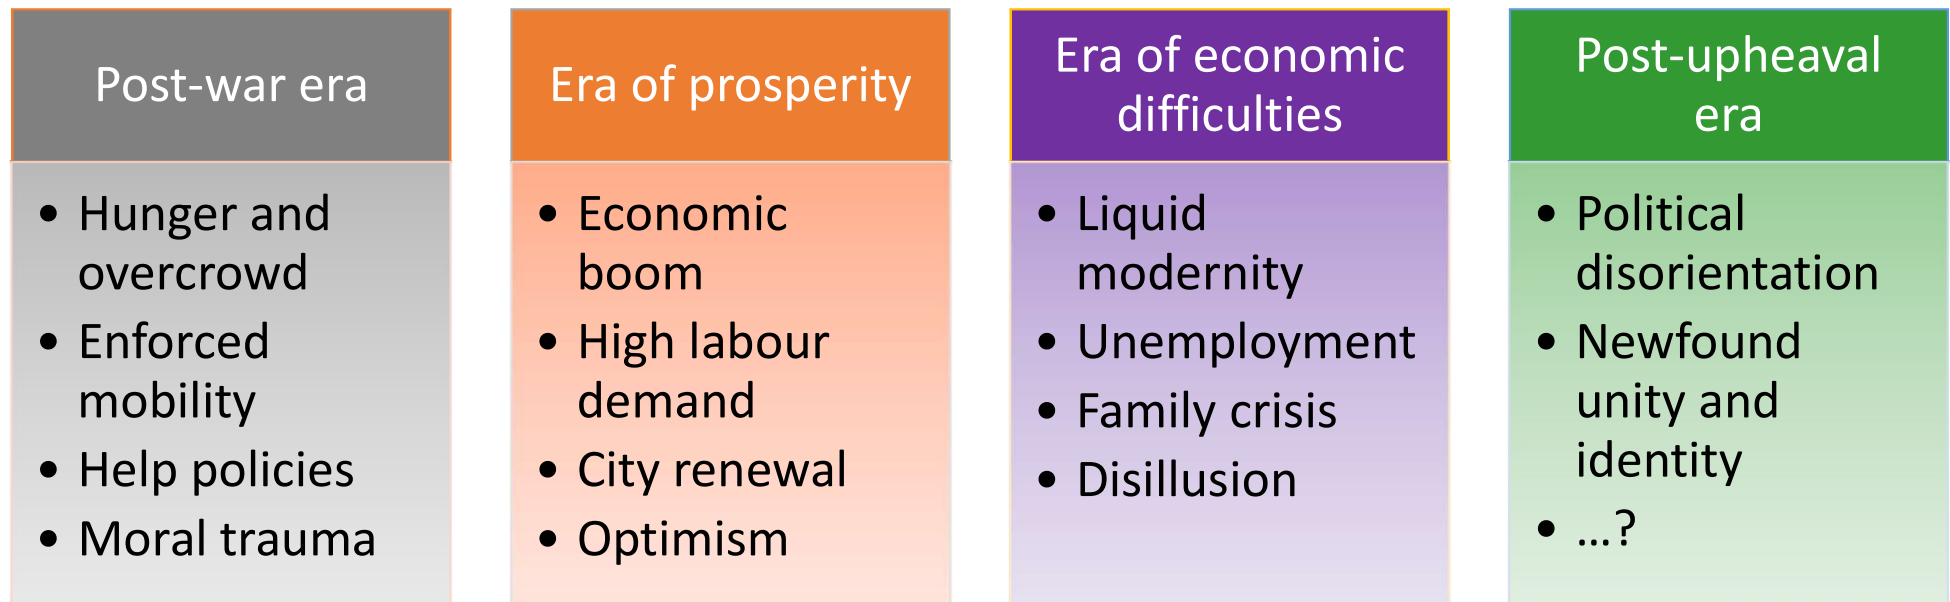 Post-war era
• Hunger and
overcrowd
• Enforced
mobility
• Help policies
• Moral trauma
Era of prosperity
• Economic
boom
• High labour
demand
• City renewal
• Optimism
Era of economic
difficulties
• Liquid
modernity
• Unemployment
• Family crisis
• Disillusion
Post-upheaval
era
• Political
disorientation
• Newfound
unity and
identity
• ...?